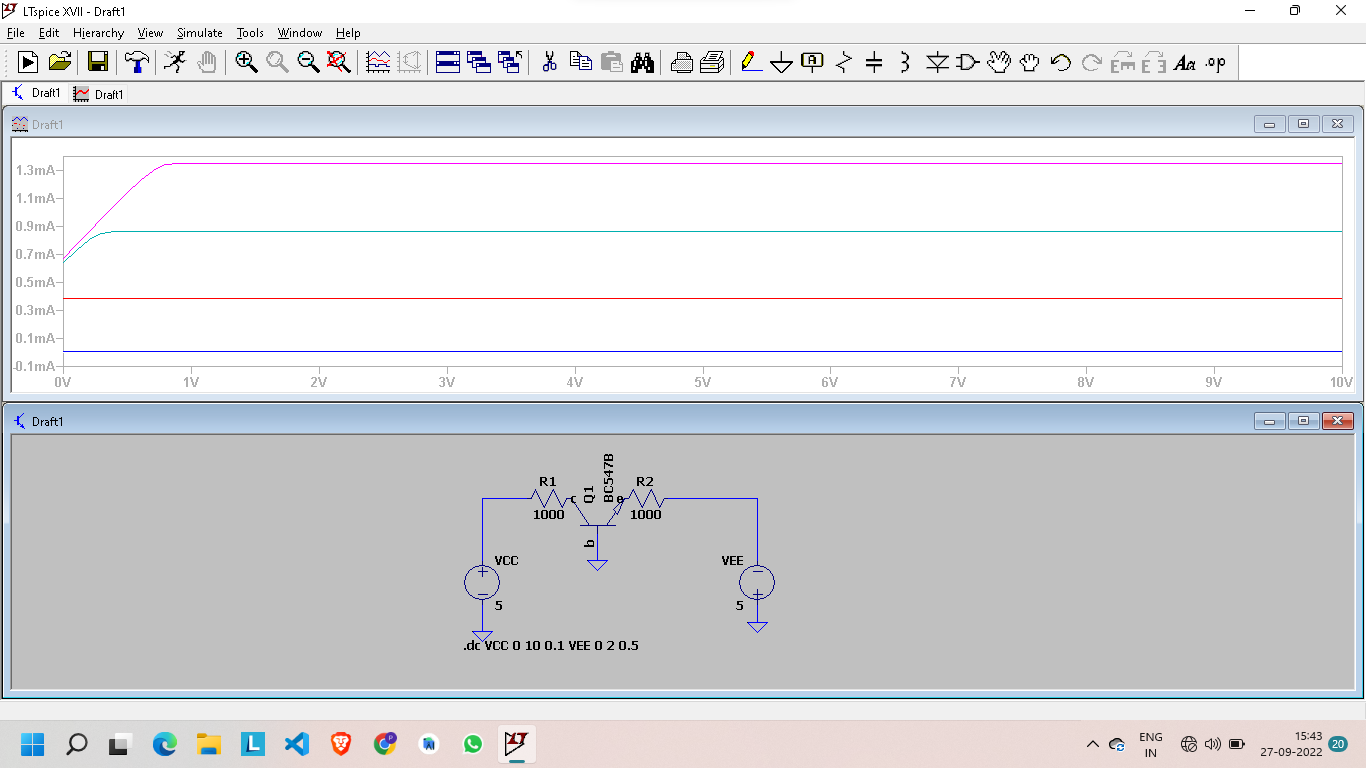 LTspice XVII - Draft1
File Edit Hierarchy View Simulate Tools Window Help
A Aa .op
Draft1 Draft1
Draft1
1.3mA
1.1mA
0.9mA
0.7mA
0.5mA
0.3mA
0.1mA
-0.1mA
0V 1V 2V 3V 4V 5V 6V 7V 8V 9V 10V
Draft1
R1 Q1 BC547B R2
c e
1000 1000
b
VCC VEE
5 5
.dc VCC 0 10 0.1 VEE 0 2 0.5
ENG
IN
15:43
27-09-2022
20